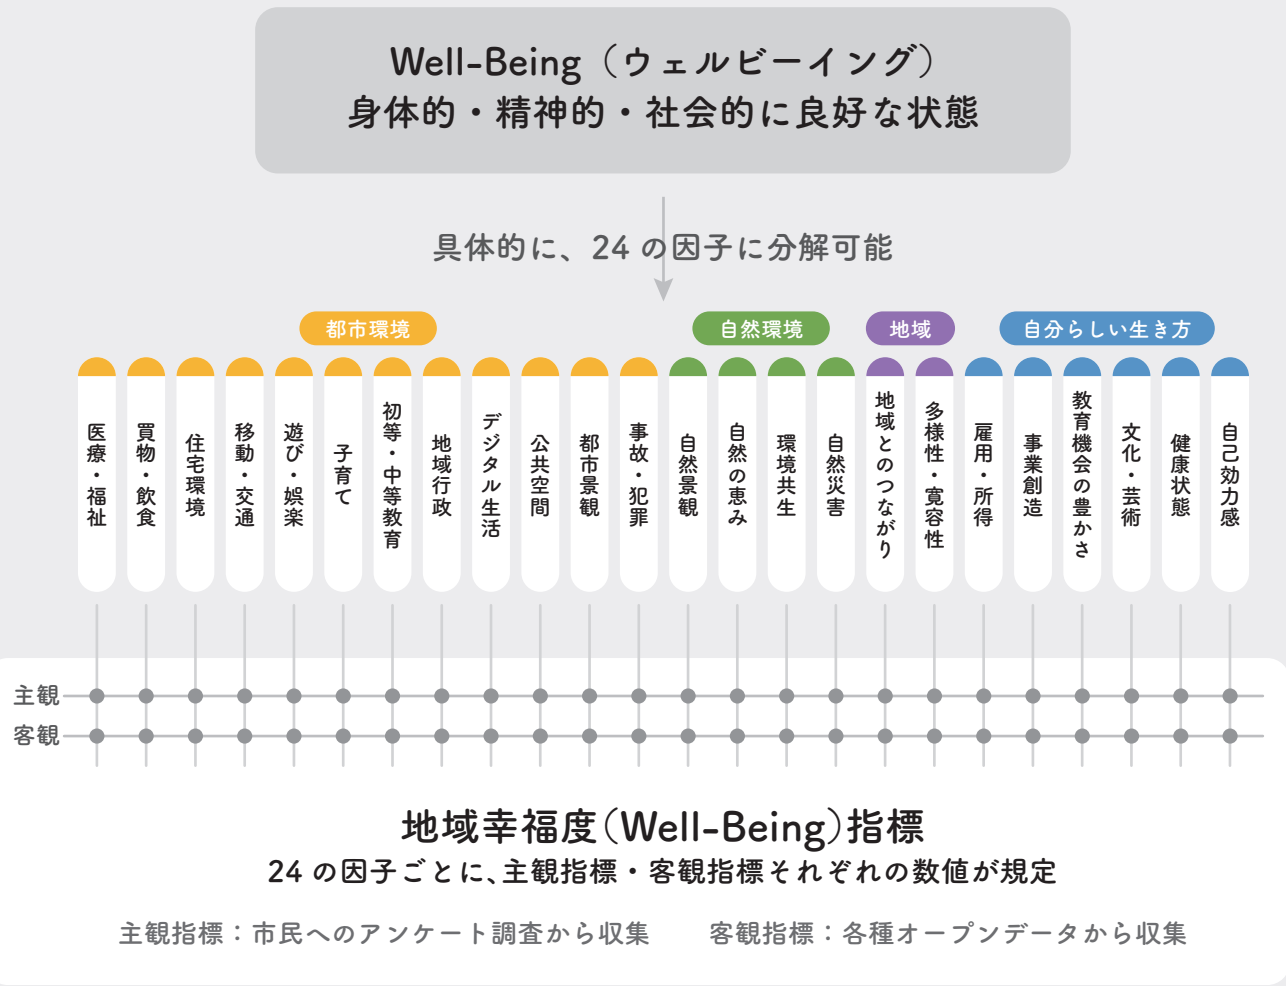 Well-Being（ウェルビーイング）
身体的・精神的・社会的に良好な状態
具体的に、24 の因子に分解可能
都市環境
自然環境
地域
自分らしい生き方
医療・福祉
買物・飲食
住宅環境
移動・交通
遊び・娯楽
子育て
初等・中等教育
地域行政
デジタル生活
公共空間
都市景観
事故・犯罪
自然景観
自然の恵み
環境共生
自然災害
地域とのつながり
多様性・寛容性
雇用・所得
事業創造
教育機会の豊かさ
文化・芸術
健康状態
自己効力感
主観
客観
地域幸福度（Well-Being）指標
24 の因子ごとに、主観指標・客観指標それぞれの数値が規定
主観指標：市民へのアンケート調査から収集
客観指標：各種オープンデータから収集